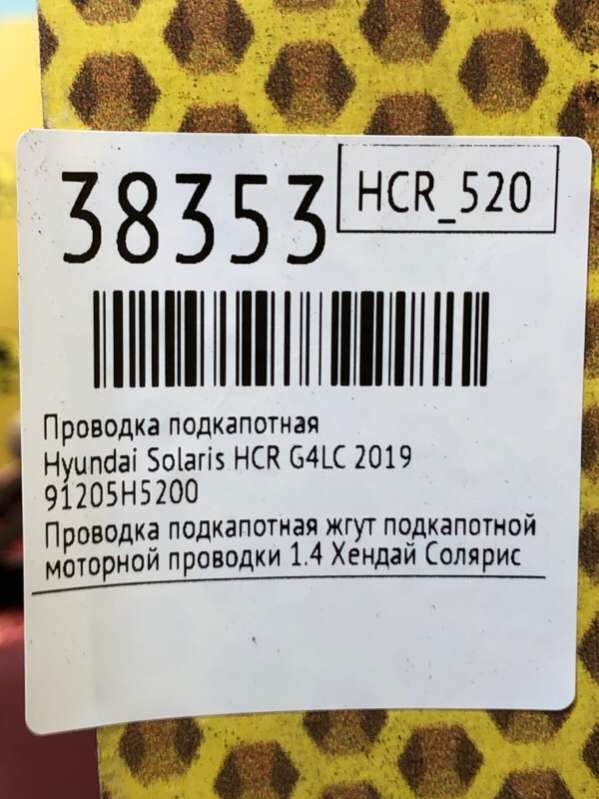 38353
HCR_520
Проводка подкапотная
Hyundai Solaris HCR G4LC 2019
91205H5200
Проводка подкапотная жгут подкапотной
моторной проводки 1.4 Хендай Солярис